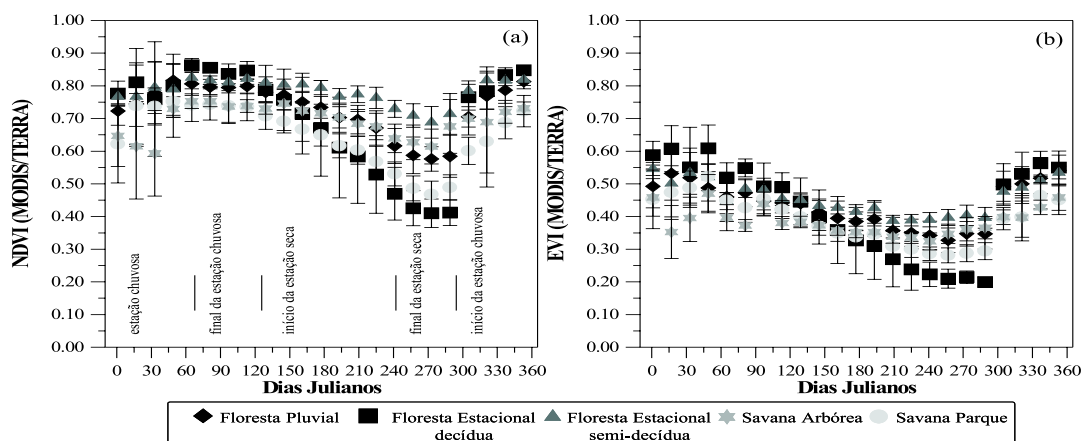 1.00
0.90
0.80
0.70
0.60
0.50
0.40
0.30
0.20
0.10
0.00
NDVI (MODIS/TERRA)
(a)
estação chuvosa
final da estação chuvosa
início da estação seca
final da estação seca
início da estação chuvosa
0 30 60 90 120 150 180 210 240 270 300 330 360
Dias Julianos
1.00
0.90
0.80
0.70
0.60
0.50
0.40
0.30
0.20
0.10
0.00
EVI (MODIS/TERRA)
(b)
0 30 60 90 120 150 180 210 240 270 300 330 360
Dias Julianos
Floresta Pluvial
Floresta Estacional
decídua
Floresta Estacional
semi-decídua
Savana Arbórea
Savana Parque